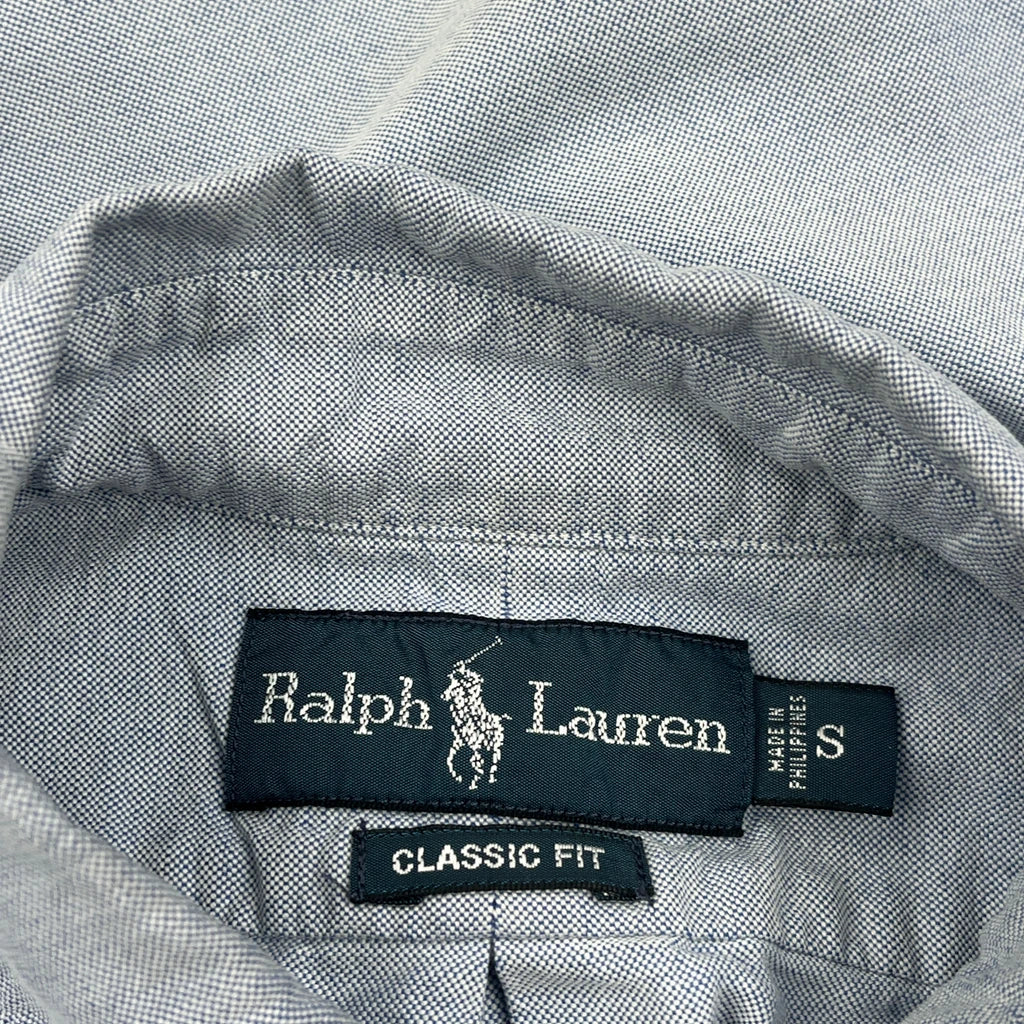 Ralph Lauren
MADE IN
PHILIPPINES
S
CLASSIC FIT